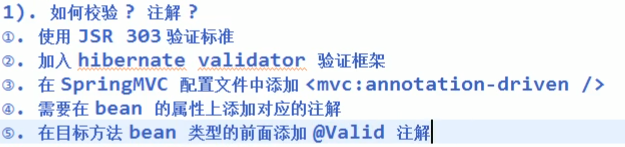 1). 如何校验 ? 注解 ?
①. 使用 JSR 303 验证标准
②. 加入 hibernate validator 验证框架
③. 在 SpringMVC 配置文件中添加 <mvc:annotation-driven />
④. 需要在 bean 的属性上添加对应的注解
⑤. 在目标方法 bean 类型的前面添加 @Valid 注解